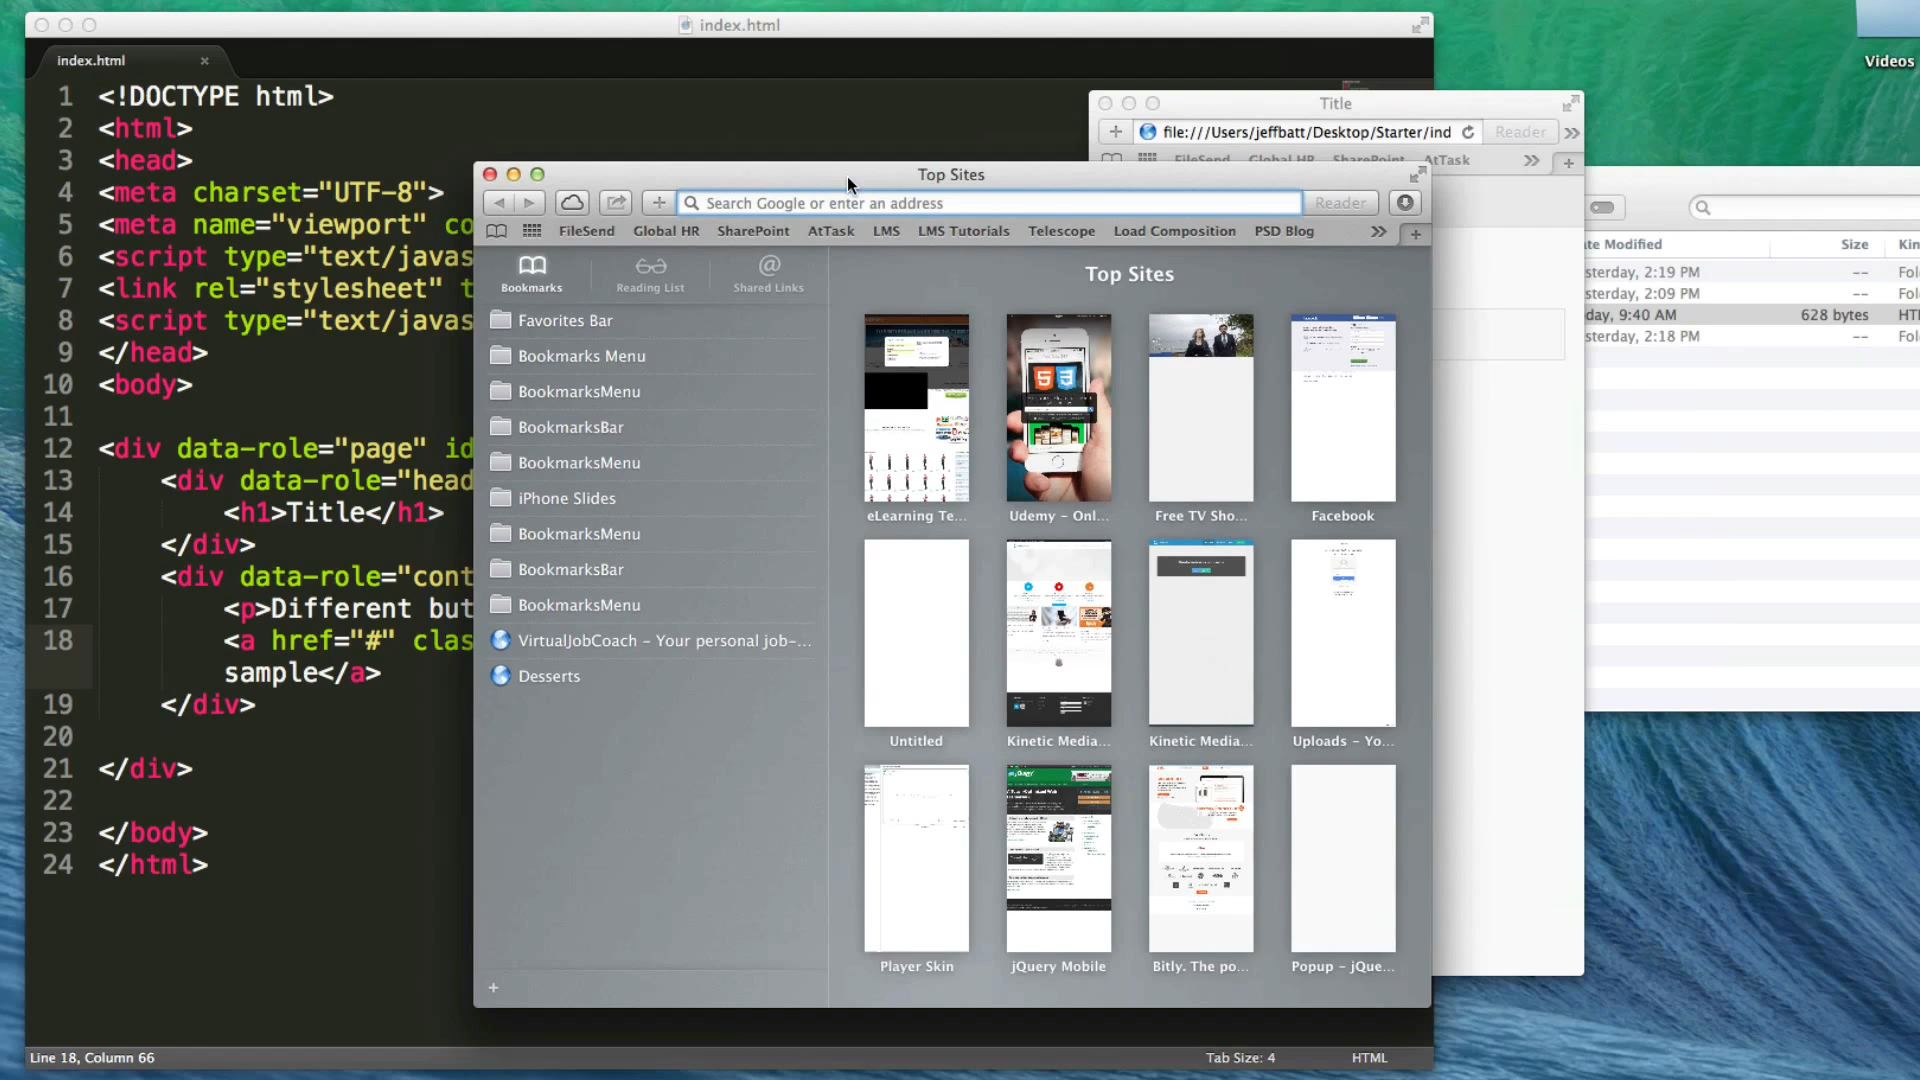 index.html
index.html
1 <!DOCTYPE html>
2 <html>
3 <head>
4 <meta charset="UTF-8">
5 <meta name="viewport" co
6 <script type="text/javas
7 <link rel="stylesheet" t
8 <script type="text/javas
9 </head>
10 <body>
11
12 <div data-role="page" id
13 <div data-role="head
14 <h1>Title</h1>
15 </div>
16 <div data-role="cont
17 <p>Different but
18 <a href="#" clas
sample</a>
19 </div>
20
21 </div>
22
23 </body>
24 </html>
Line 18, Column 66
Tab Size: 4
HTML
Title
file:///Users/jeffbatt/Desktop/Starter/ind
Reader
FileSend Global HR SharePoint AtTask
Top Sites
Search Google or enter an address
Reader
FileSend Global HR SharePoint AtTask LMS LMS Tutorials Telescope Load Composition PSD Blog
Bookmarks Reading List Shared Links
Favorites Bar
Bookmarks Menu
BookmarksMenu
BookmarksBar
BookmarksMenu
iPhone Slides
BookmarksMenu
BookmarksBar
BookmarksMenu
VirtualJobCoach – Your personal job-...
Desserts
Top Sites
eLearning Te... Udemy – Onl... Free TV Sho... Facebook
Untitled Kinetic Media... Kinetic Media... Uploads – Yo...
Player Skin jQuery Mobile Bitly. The po... Popup – jQue...
Videos
te Modified Size Kin
sterday, 2:19 PM -- Fol
sterday, 2:09 PM -- Fol
day, 9:40 AM 628 bytes HTI
sterday, 2:18 PM -- Fol